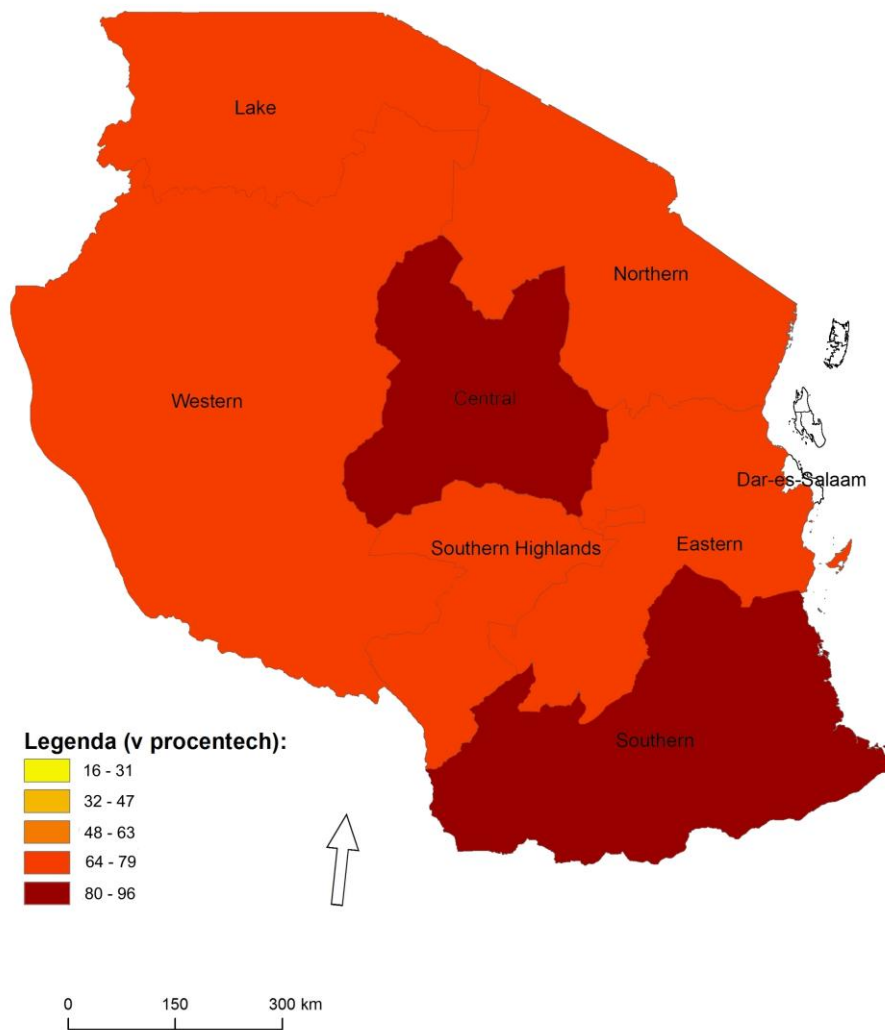 Lake
Northern
Western
Central
Dar-es-Salaam
Southern Highlands
Eastern
Southern
Legenda (v procentech):
16 - 31
32 - 47
48 - 63
64 - 79
80 - 96
0 150 300 km